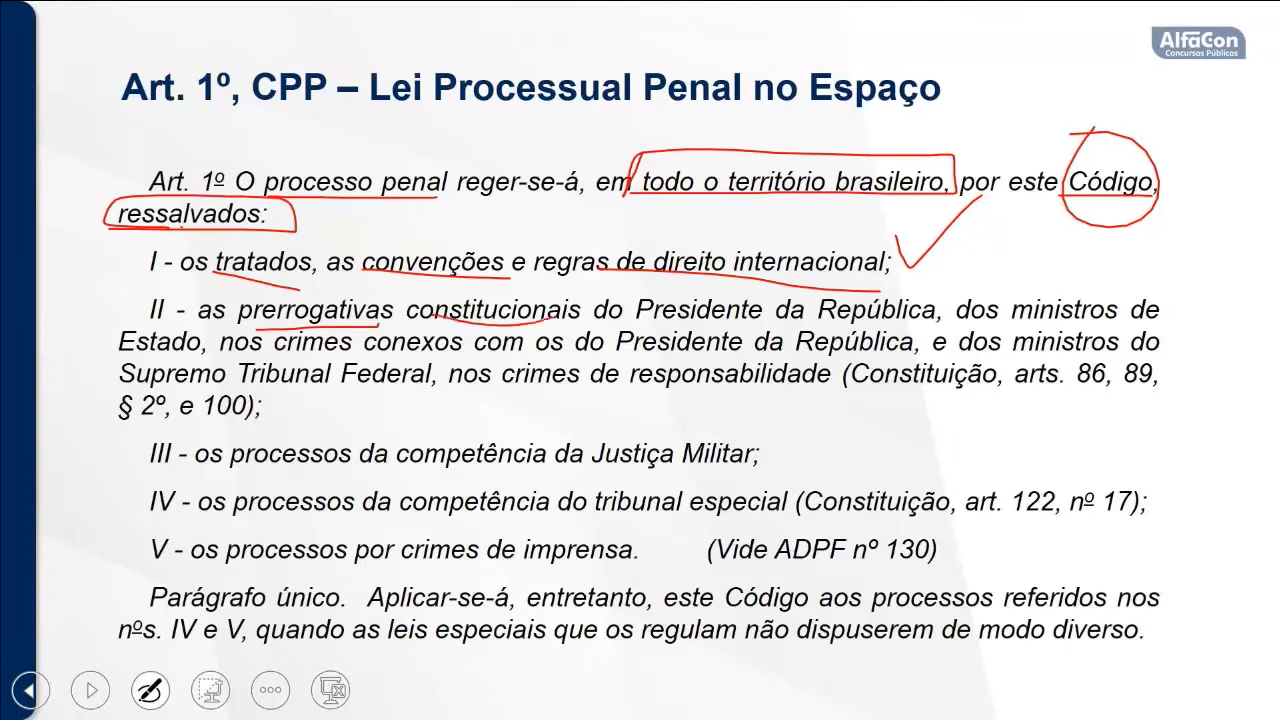 AlfaCon
Concursos Públicos
Art. 1º, CPP – Lei Processual Penal no Espaço
Art. 1º O processo penal reger-se-á, em todo o território brasileiro, por este Código,
ressalvados:
I - os tratados, as convenções e regras de direito internacional;
II - as prerrogativas constitucionais do Presidente da República, dos ministros de
Estado, nos crimes conexos com os do Presidente da República, e dos ministros do
Supremo Tribunal Federal, nos crimes de responsabilidade (Constituição, arts. 86, 89,
§ 2º, e 100);
III - os processos da competência da Justiça Militar;
IV - os processos da competência do tribunal especial (Constituição, art. 122, nº 17);
V - os processos por crimes de imprensa. (Vide ADPF nº 130)
Parágrafo único. Aplicar-se-á, entretanto, este Código aos processos referidos nos
nºs. IV e V, quando as leis especiais que os regulam não dispuserem de modo diverso.